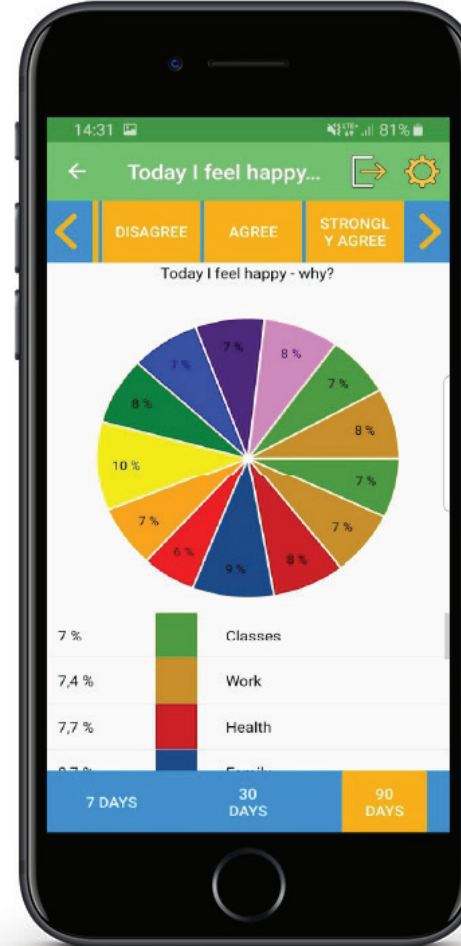 14:31 LTE+ 81%
Today I feel happy...
DISAGREE
AGREE
STRONGL
Y AGREE
Today I feel happy - why?
7 %
8 %
7 %
7 %
8 %
8 %
7 %
10 %
7 %
7 %
6 %
9 %
8 %
7 % Classes
7,4 % Work
7,7 % Health
Family
7 DAYS
30
DAYS
90
DAYS